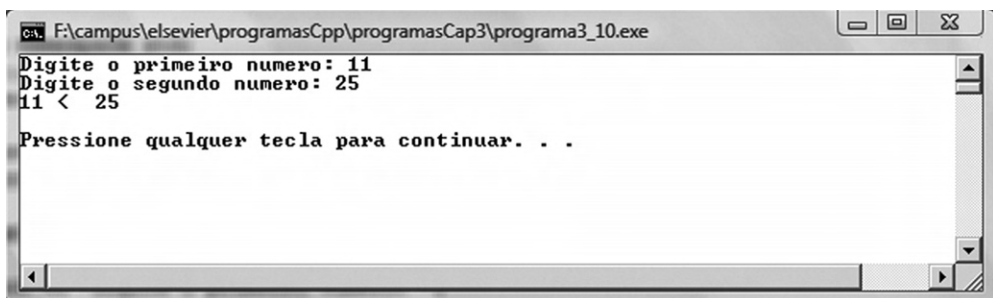 F:\campus\elsevier\programasCpp\programasCap3\programa3_10.exe
Digite o primeiro numero: 11
Digite o segundo numero: 25
11 <  25
Pressione qualquer tecla para continuar. . .